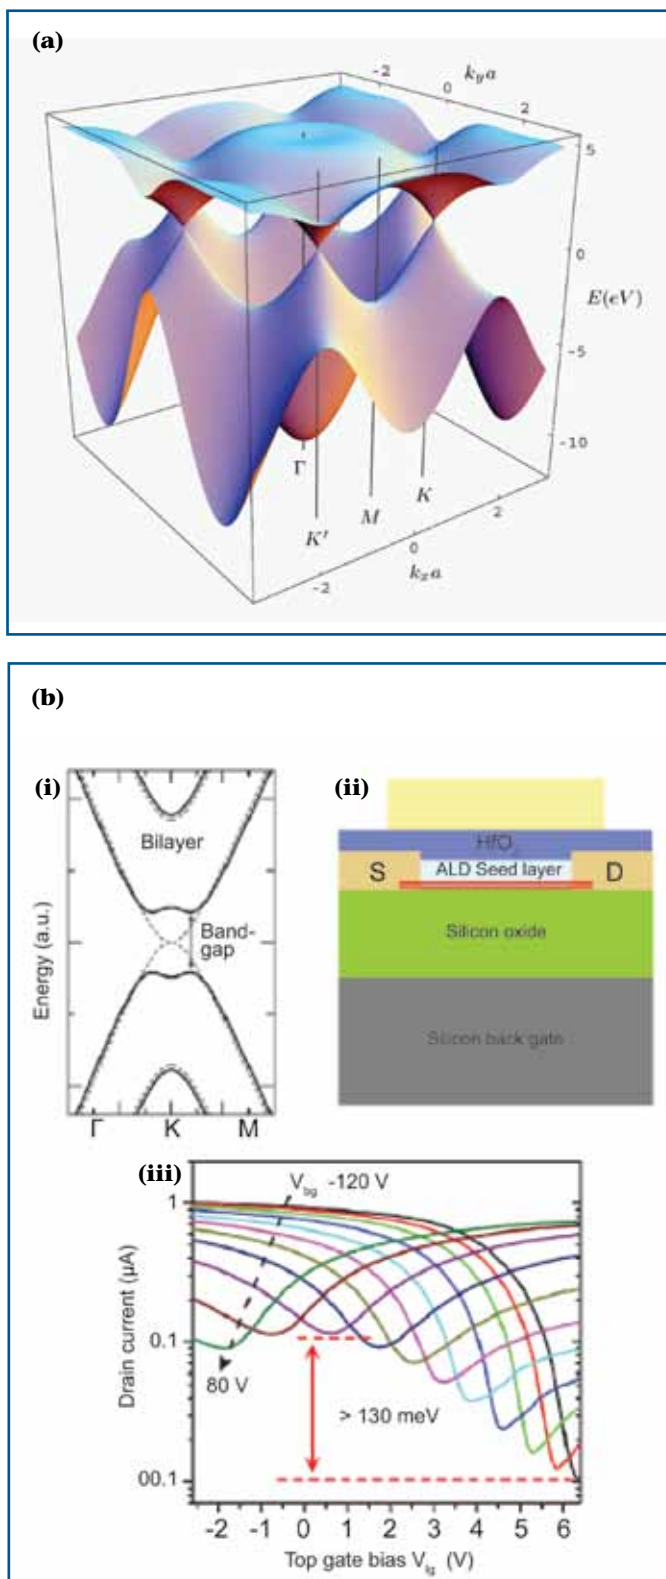 (a)
-2
k_y a
0
2
5
0
E(eV)
-5
-10
Γ
K
M
K'
2
0
k_x a
-2
(b)
(i)
Bilayer
Band-
gap
Energy (a.u.)
Γ K M
(ii)
HfO₂
S ALD Seed layer D
Silicon oxide
Silicon back gate
(iii)
V_bg -120 V
1
Drain current (µA)
0.1
80 V
> 130 meV
00.1
-2 -1 0 1 2 3 4 5 6
Top gate bias V_tg (V)